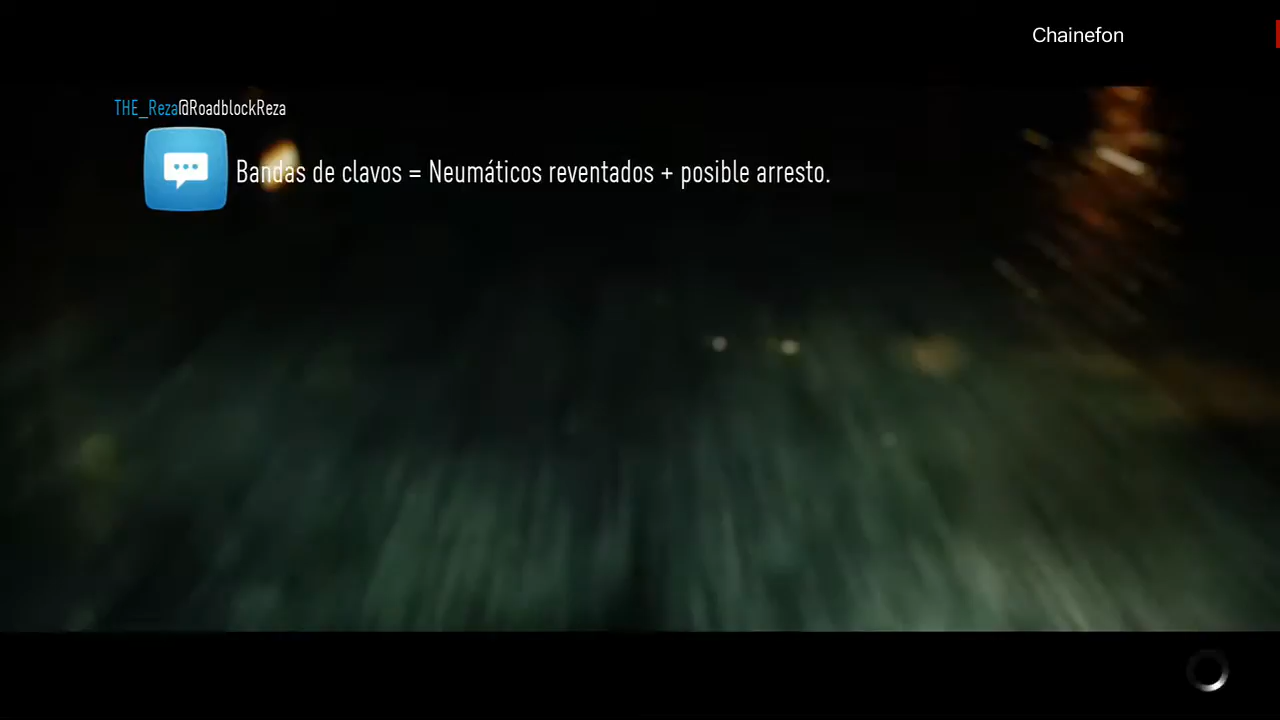 Chainefon
THE_Reza@RoadblockReza
Bandas de clavos = Neumáticos reventados + posible arresto.